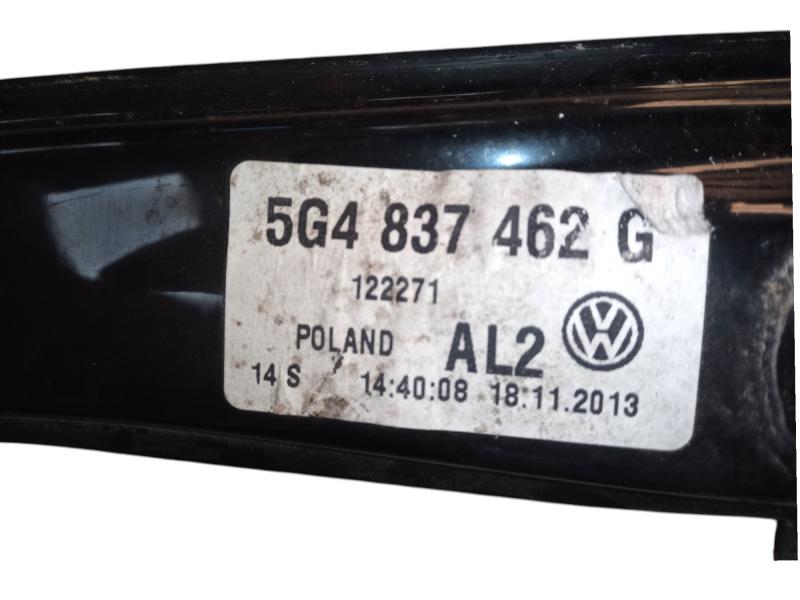 5G4 837 462 G
122271
POLAND AL2
14 S 14:40:08 18.11.2013